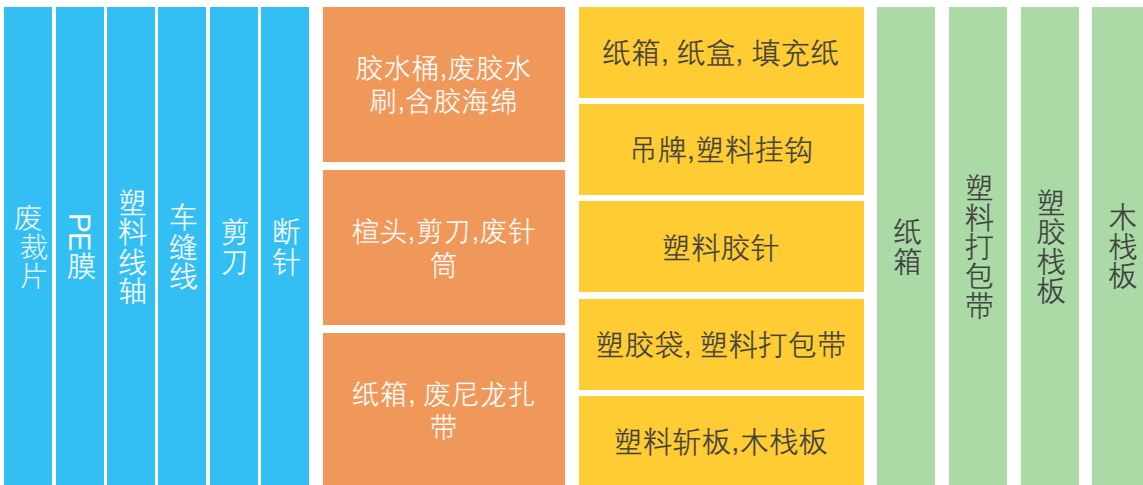 废裁片
PE膜
塑料线轴
车缝线
剪刀
断针
胶水桶,废胶水
刷,含胶海绵
楦头,剪刀,废针
筒
纸箱, 废尼龙扎
带
纸箱, 纸盒, 填充纸
吊牌,塑料挂钩
塑料胶针
塑胶袋, 塑料打包带
塑料斩板,木栈板
纸箱
塑料打包带
塑胶栈板
木栈板